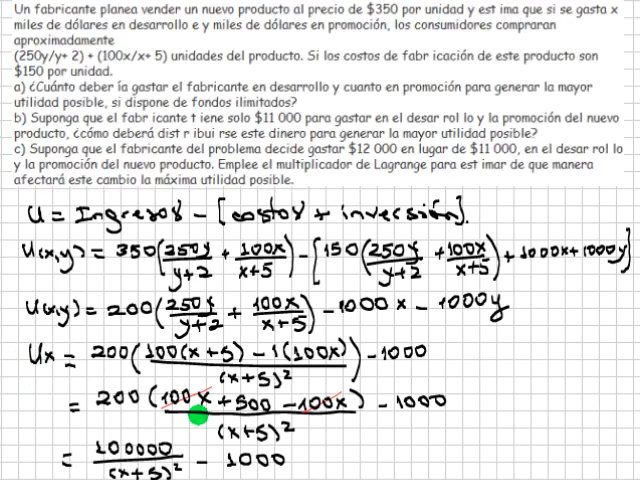 Un fabricante planea vender un nuevo producto al precio de $350 por unidad y est ima que si se gasta x
miles de dólares en desarrollo e y miles de dólares en promoción, los consumidores compraran
aproximadamente
(250y/y+ 2) + (100x/x+ 5) unidades del producto. Si los costos de fabr icación de este producto son
$150 por unidad.
a) ¿Cuánto deber ía gastar el fabricante en desarrollo y cuanto en promoción para generar la mayor
utilidad posible, si dispone de fondos ilimitados?
b) Suponga que el fabr icante t iene solo $11 000 para gastar en el desar rol lo y la promoción del nuevo
producto, ¿cómo deberá dist r ibui rse este dinero para generar la mayor utilidad posible?
c) Suponga que el fabricante del problema decide gastar $12 000 en lugar de $11 000, en el desar rol lo
y la promoción del nuevo producto. Emplee el multiplicador de Lagrange para est imar de que manera
afectará este cambio la máxima utilidad posible.
U = Ingresos - [costos + inversión].
U(x,y) = 350(250y/y+2 + 100x/x+5) - [150(250y/y+2 + 100x/x+5) + 1000x+1000y]
U(x,y) = 200(250y/y+2 + 100x/x+5) - 1000x - 1000y
Ux = 200(100(x+5) - 1(100x)/(x+5)²) - 1000
= 200(100x + 500 - 100x/(x+5)²) - 1000
= 100000/(x+5)² - 1000